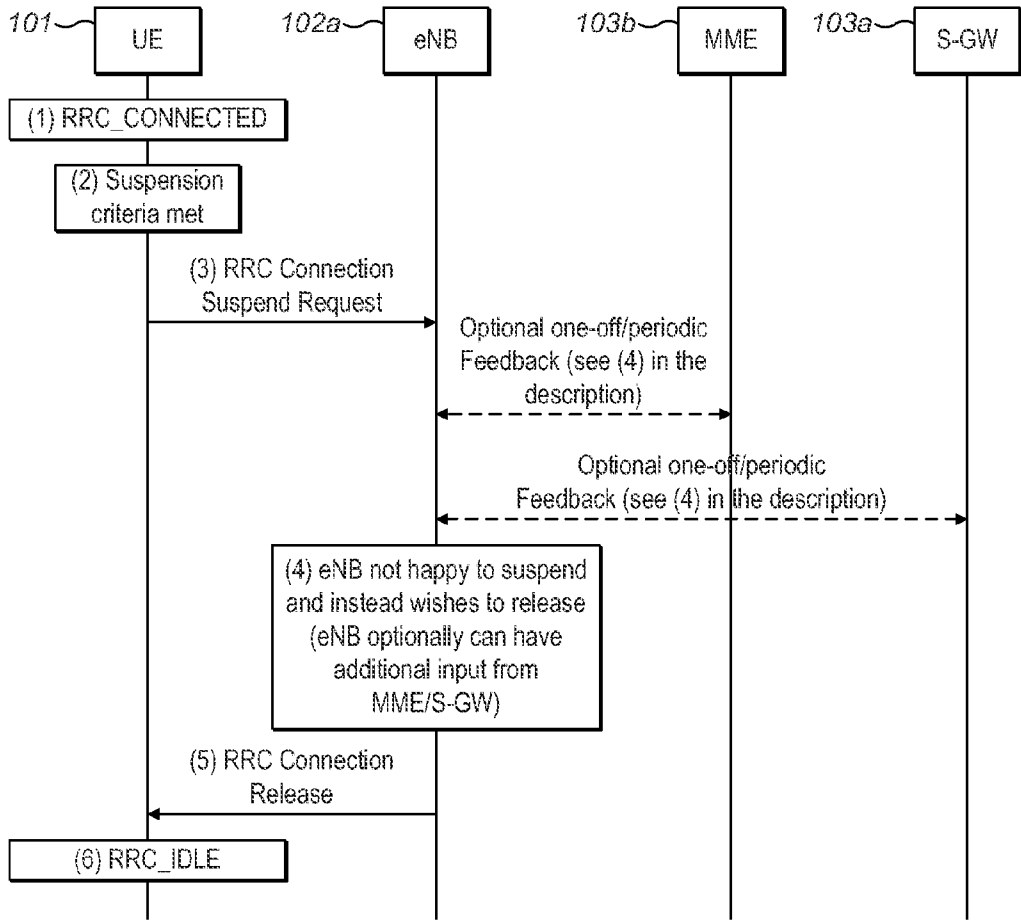 101
UE
102a
eNB
103b
MME
103a
S-GW
(1) RRC_CONNECTED
(2) Suspension
criteria met
(3) RRC Connection
Suspend Request
Optional one-off/periodic
Feedback (see (4) in the
description)
Optional one-off/periodic
Feedback (see (4) in the description)
(4) eNB not happy to suspend
and instead wishes to release
(eNB optionally can have
additional input from
MME/S-GW)
(5) RRC Connection
Release
(6) RRC_IDLE